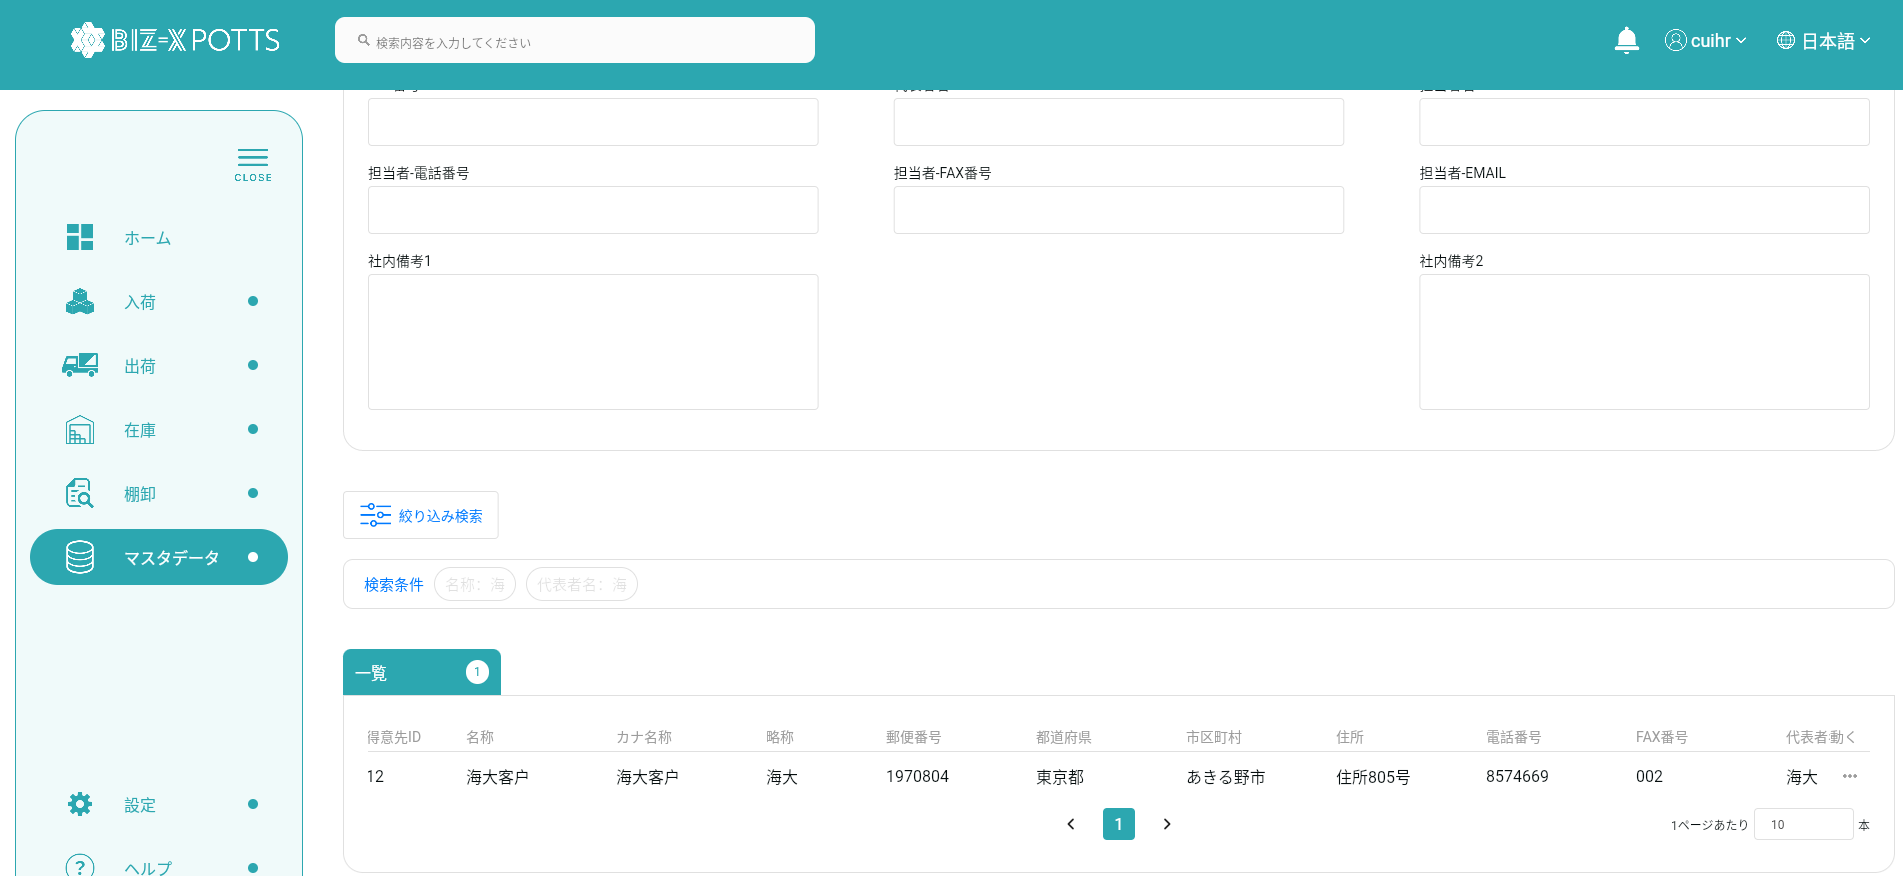 BIZ-X POTTS
検索内容を入力してください
cuihr
日本語
CLOSE
ホーム
入荷
出荷
在庫
棚卸
マスタデータ
設定
ヘルプ
担当者-電話番号
担当者-FAX番号
担当者-EMAIL
社内備考1
社内備考2
絞り込み検索
検索条件 名称：海 代表者名：海
一覧 1
得意先ID 名称 カナ名称 略称 郵便番号 都道府県 市区町村 住所 電話番号 FAX番号 代表者 動く
12 海大客户 海大客户 海大 1970804 東京都 あきる野市 住所805号 8574669 002 海大 ···
1
1ページあたり 10 本